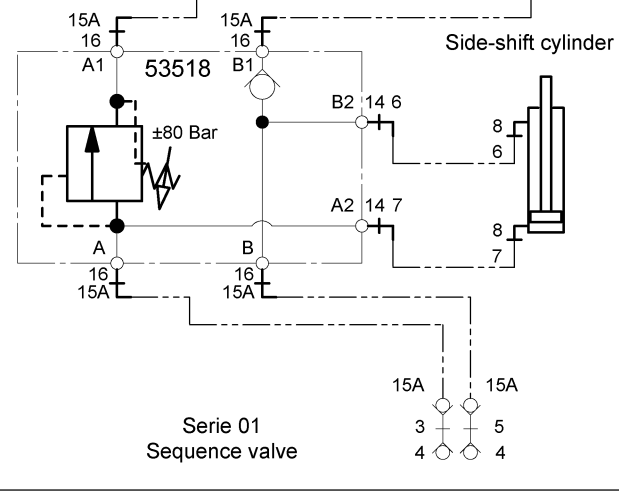 15A 15A
16 16
Side-shift cylinder
A1 53518 B1
B2 14 6
8
±80 Bar
6
A2 14 7
8
A B
7
16 16
15A 15A
15A 15A
3 5
Serie 01
4 4
Sequence valve